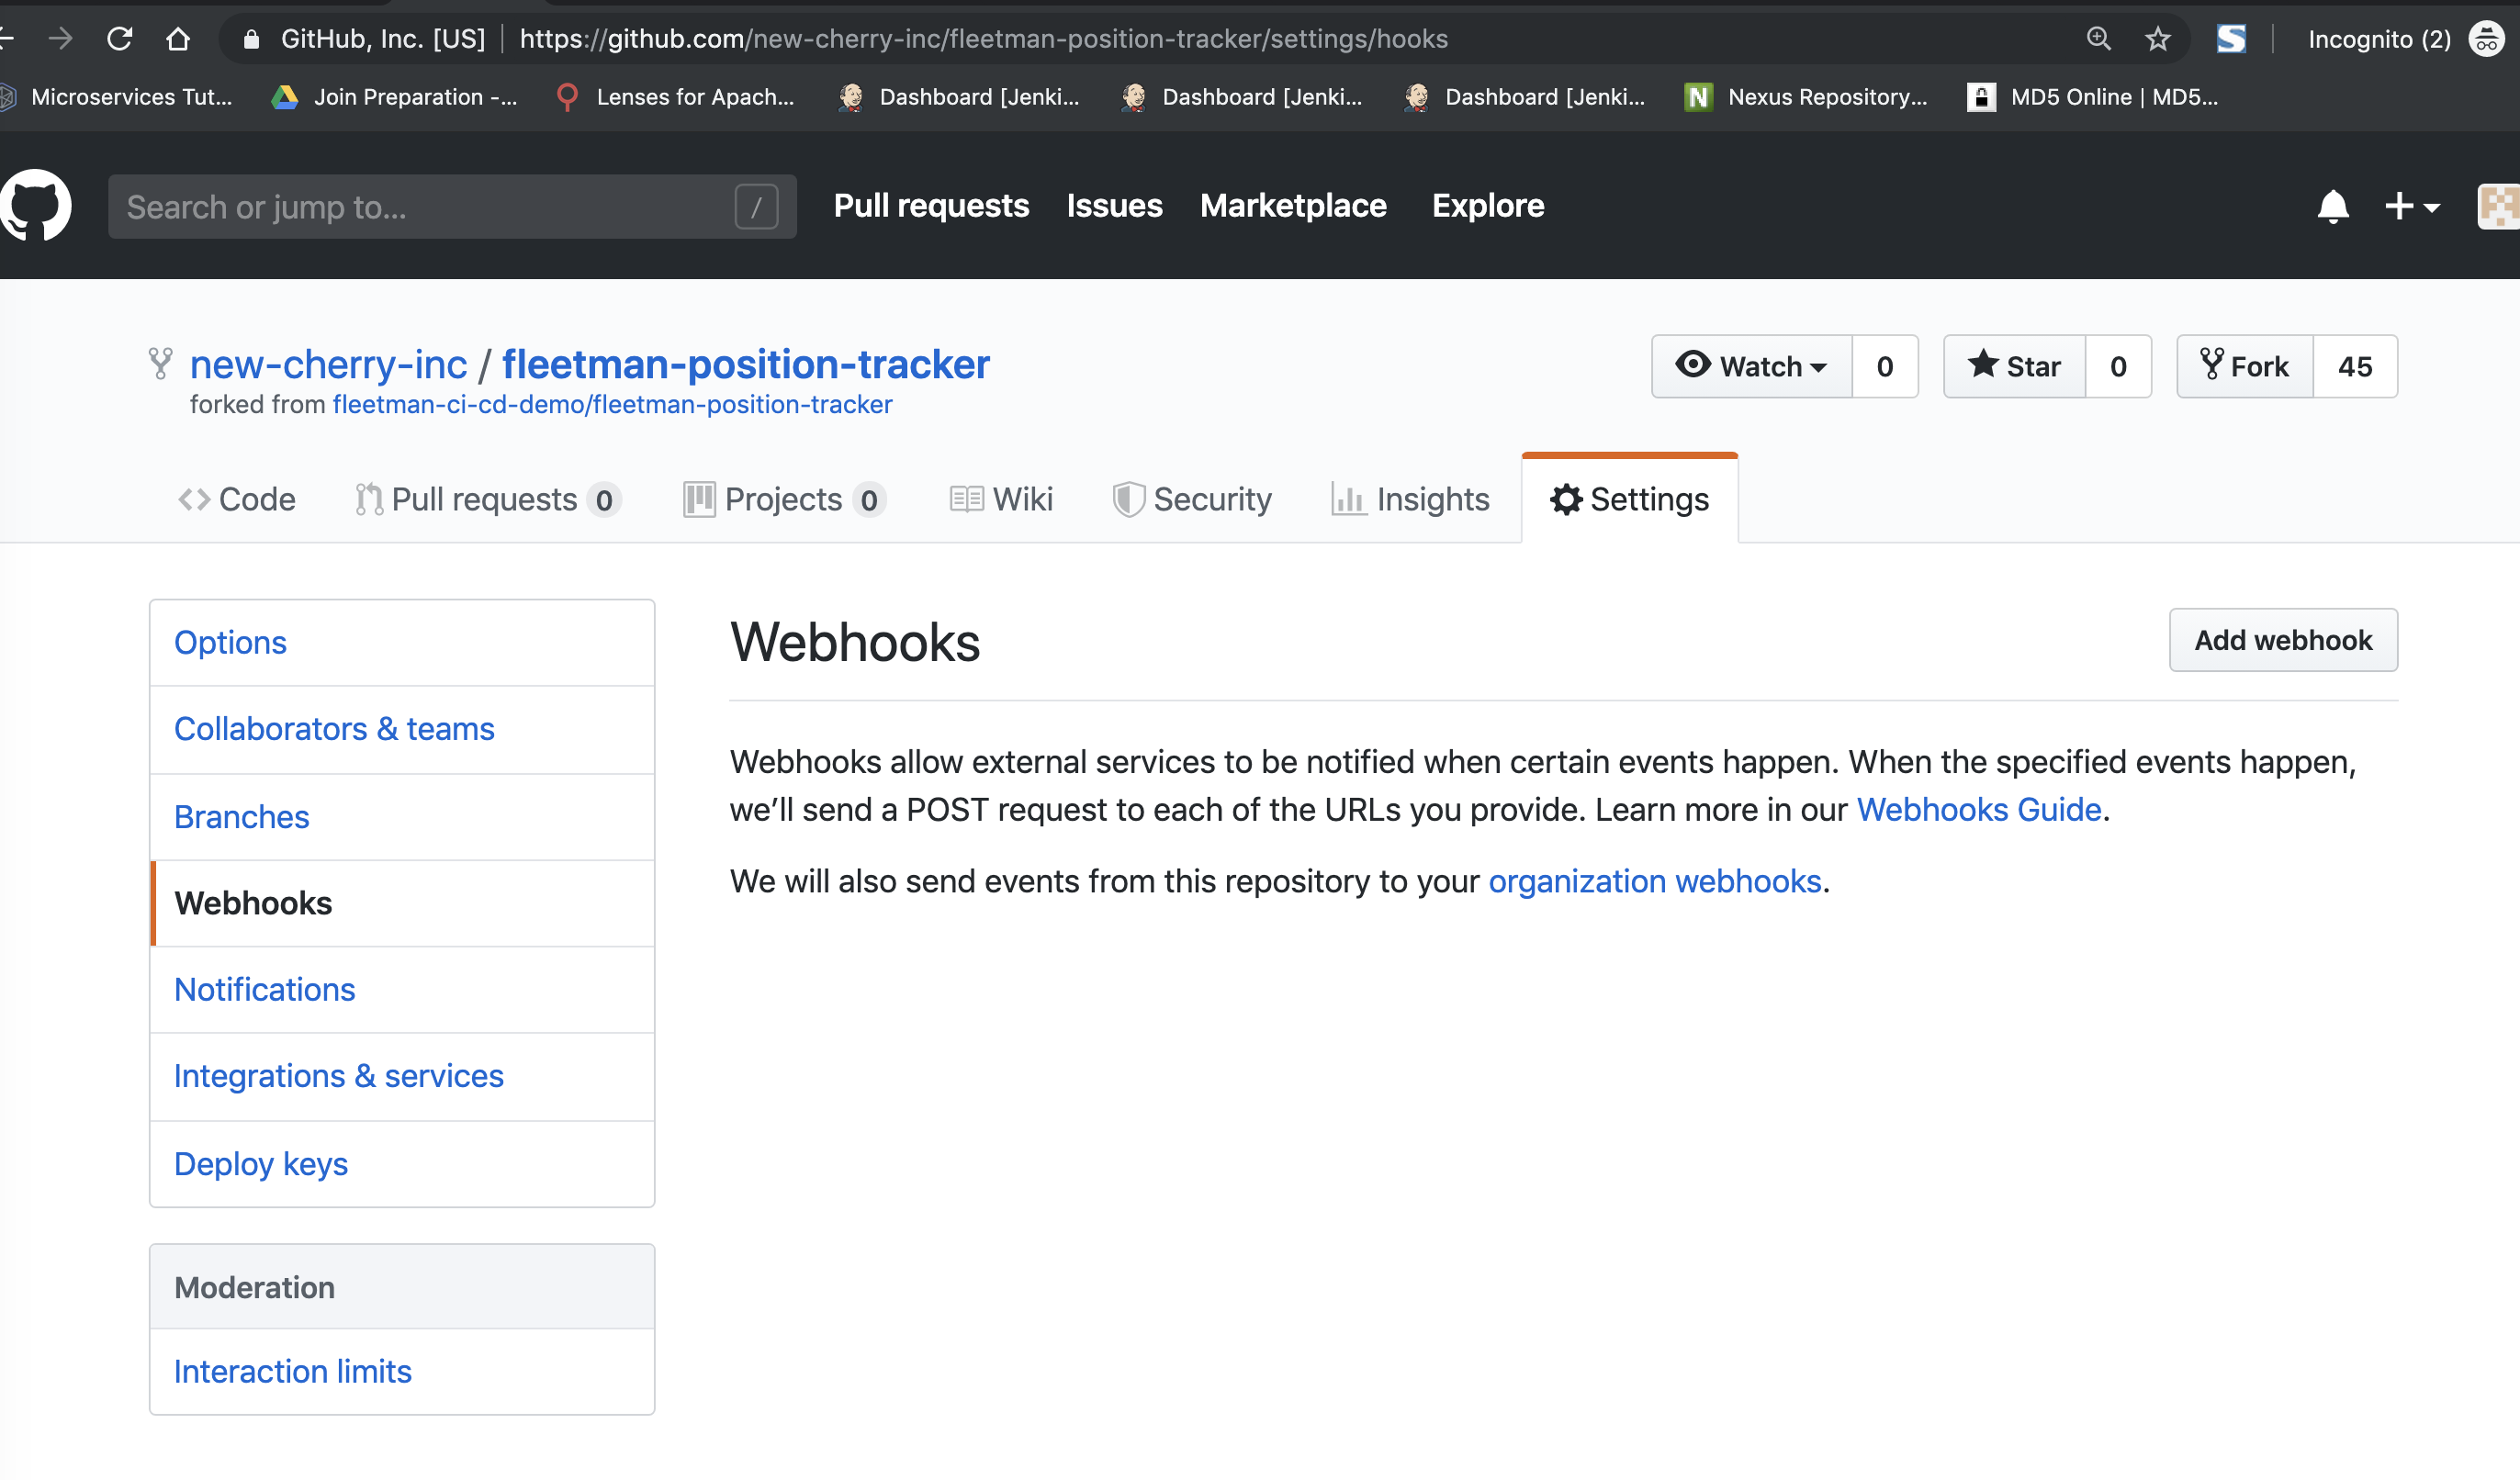 GitHub, Inc. [US] https://github.com/new-cherry-inc/fleetman-position-tracker/settings/hooks Incognito (2)
Microservices Tut... Join Preparation -... Lenses for Apach... Dashboard [Jenki... Dashboard [Jenki... Dashboard [Jenki... N Nexus Repository... MD5 Online | MD5...
Search or jump to... / Pull requests Issues Marketplace Explore
new-cherry-inc / fleetman-position-tracker Watch 0 Star 0 Fork 45
forked from fleetman-ci-cd-demo/fleetman-position-tracker
Code Pull requests 0 Projects 0 Wiki Security Insights Settings
Options
Collaborators & teams
Branches
Webhooks
Notifications
Integrations & services
Deploy keys
Moderation
Interaction limits
Webhooks Add webhook
Webhooks allow external services to be notified when certain events happen. When the specified events happen,
we’ll send a POST request to each of the URLs you provide. Learn more in our Webhooks Guide.
We will also send events from this repository to your organization webhooks.